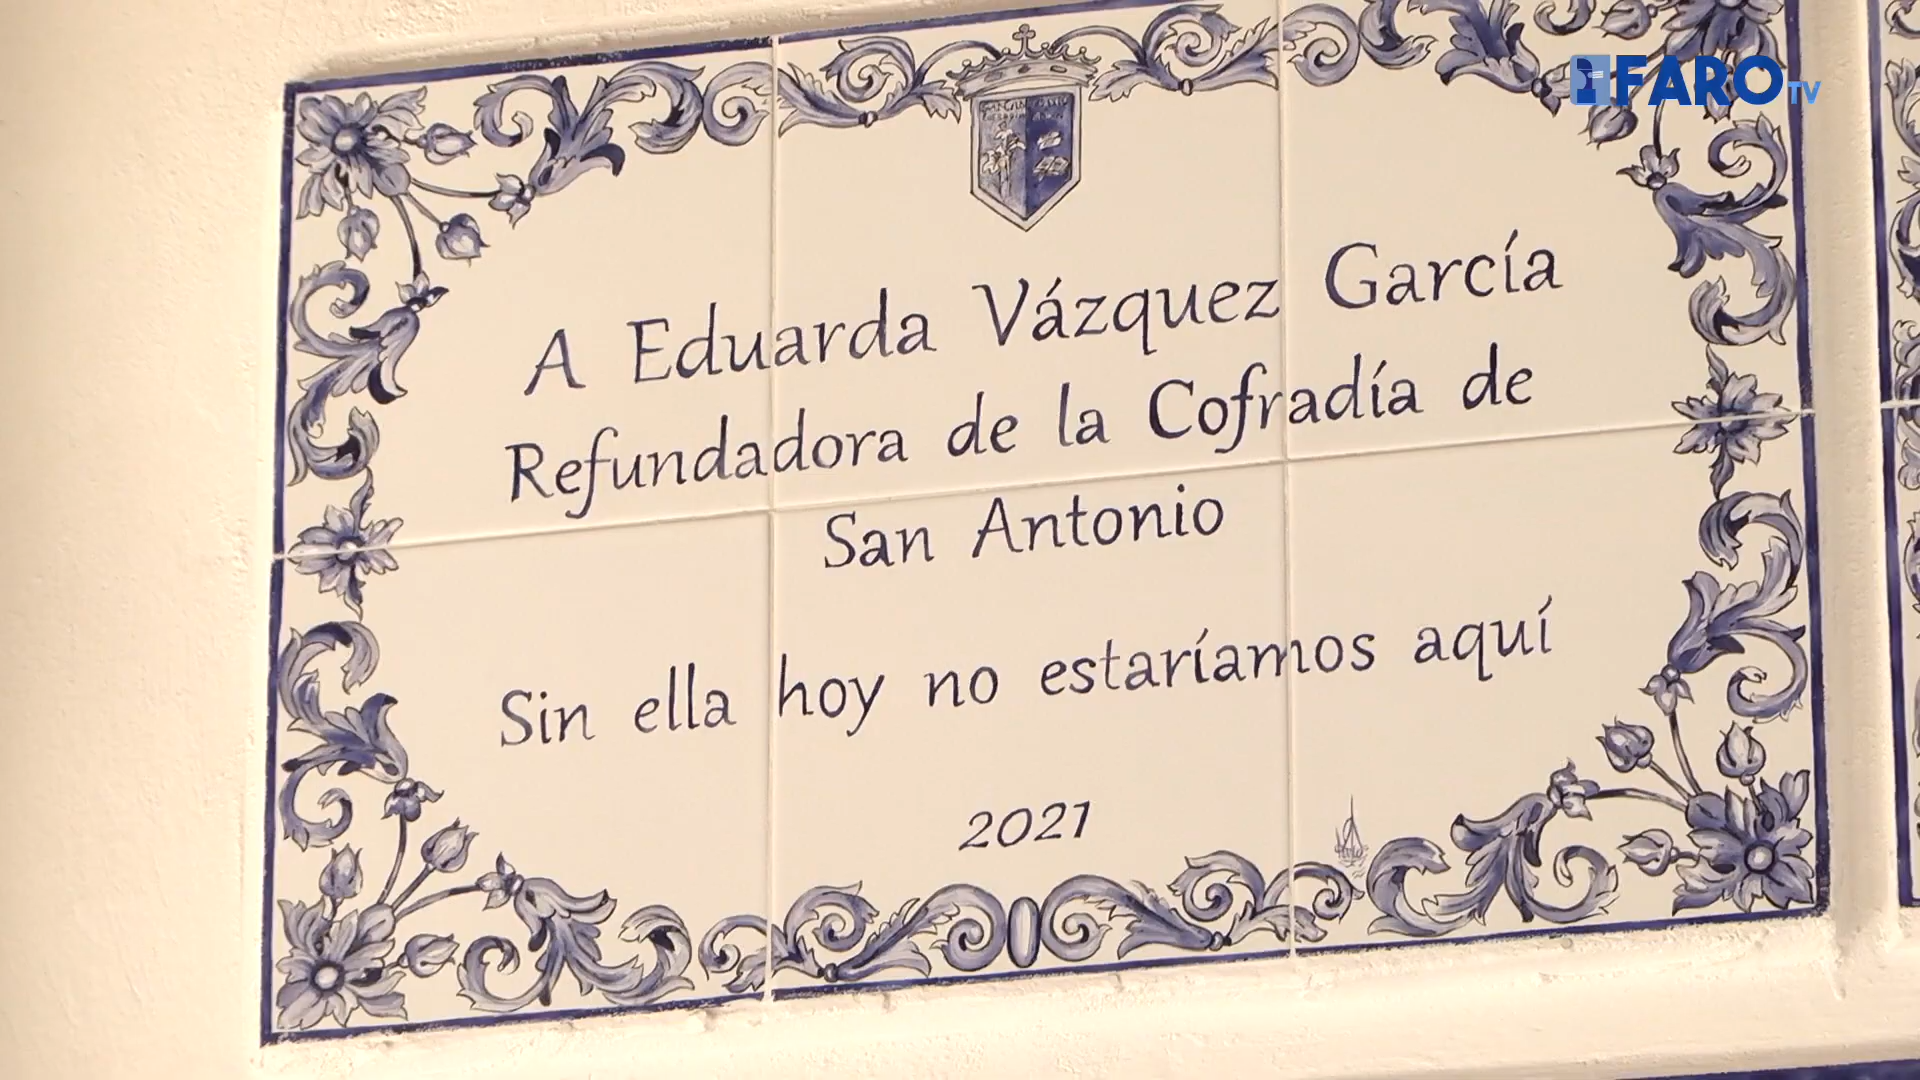 FARO TV
A Eduarda Vázquez García
Refundadora de la Cofradía de
San Antonio
Sin ella hoy no estaríamos aquí
2021